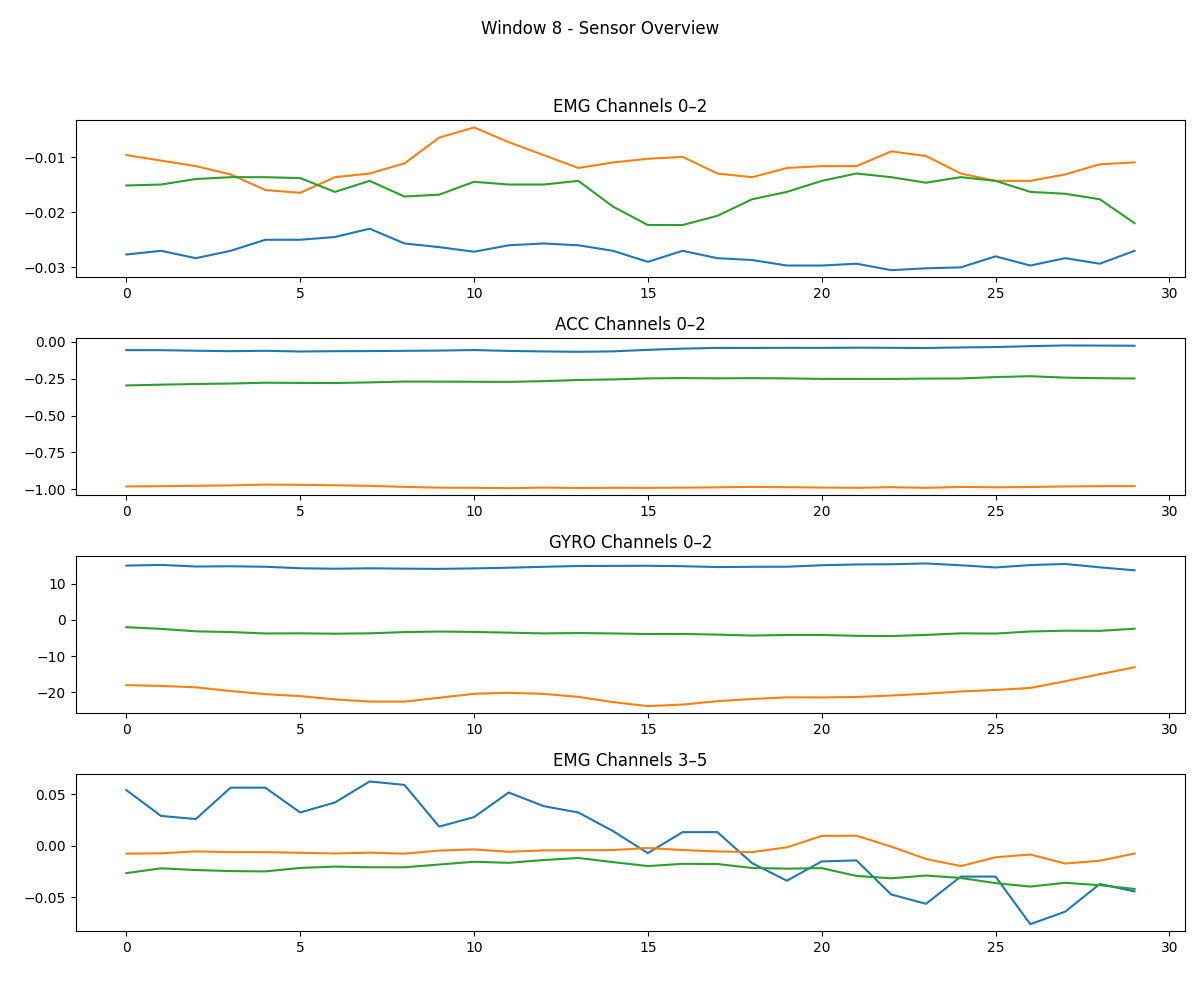 Window 8 - Sensor Overview
EMG Channels 0–2
−0.01
−0.02
−0.03
0 5 10 15 20 25 30
ACC Channels 0–2
0.00
−0.25
−0.50
−0.75
−1.00
0 5 10 15 20 25 30
GYRO Channels 0–2
10
0
−10
−20
0 5 10 15 20 25 30
EMG Channels 3–5
0.05
0.00
−0.05
0 5 10 15 20 25 30